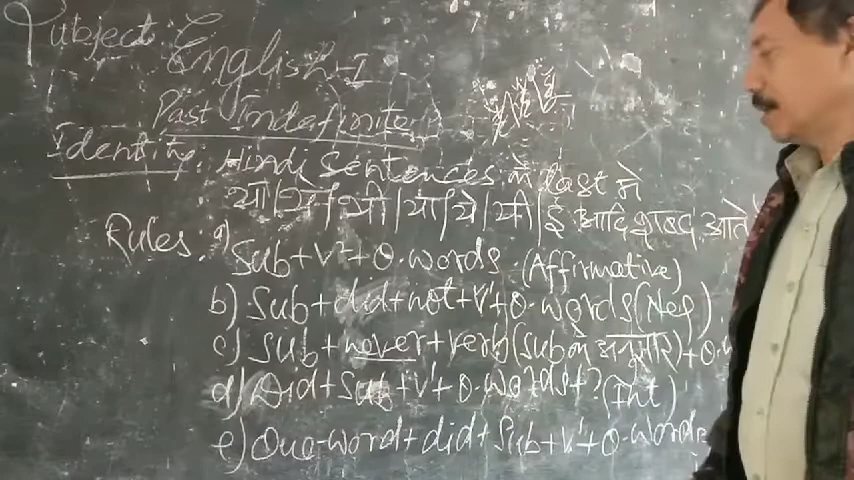 Subject English-I
Past Indefinite
Identity: Hindi Sentences के last में
था/थे/थी/या/ये/यी/ई आदि शब्द आते
Rules: a) Sub+V²+O.words. (Affirmative)
b) Sub+did+not+V¹+O.words (Neg).
c) Sub+never+verb (Sub के अनुसार)+O.w
d) Did+Sub+V¹+O.words+? (Int)
e) Que-word+did+Sub+V¹+O-words